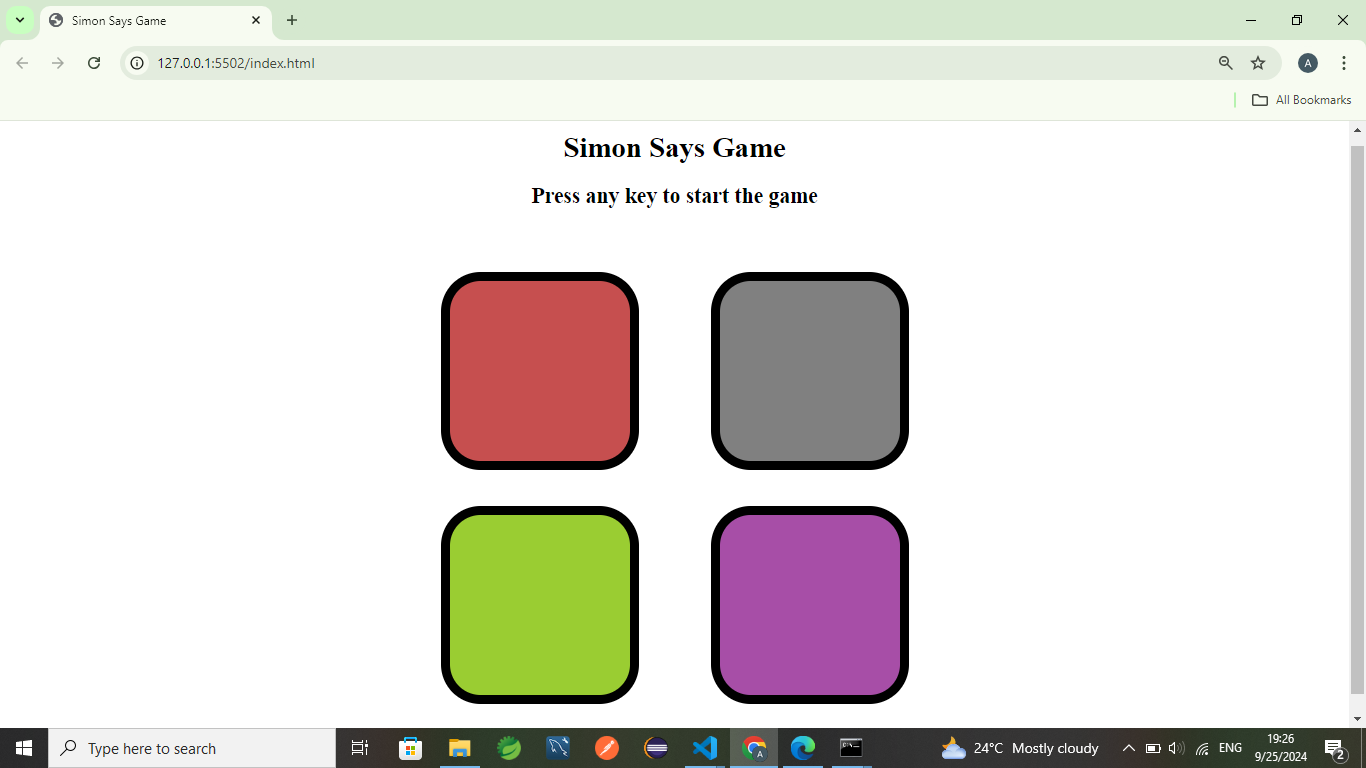 Simon Says Game
127.0.0.1:5502/index.html
A
All Bookmarks
Simon Says Game
Press any key to start the game
Type here to search
A
24°C Mostly cloudy
ENG
19:26
9/25/2024
2